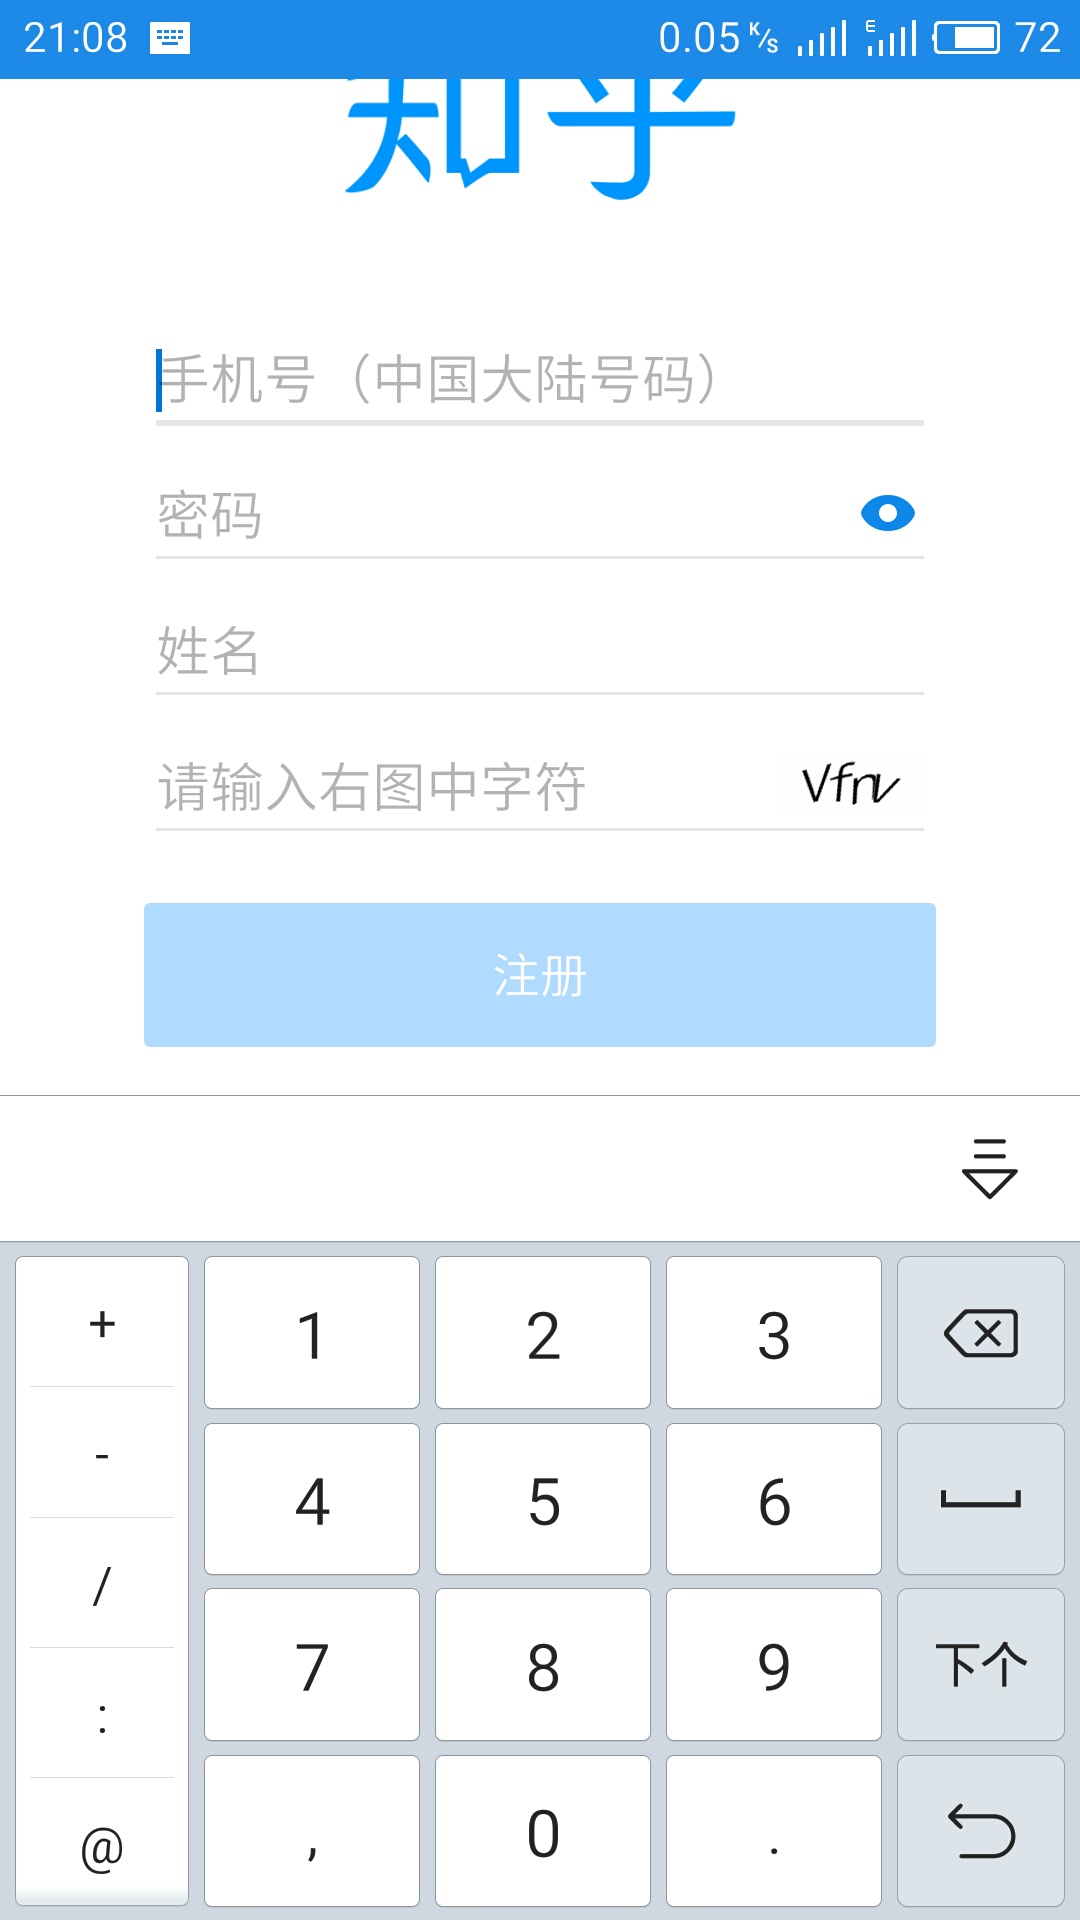 21:08 0.05 K/s E 72
知乎
手机号（中国大陆号码）
密码
姓名
请输入右图中字符 Vfnv
注册
+ 1 2 3
- 4 5 6
/ 7 8 9 下个
:
@ , 0 .